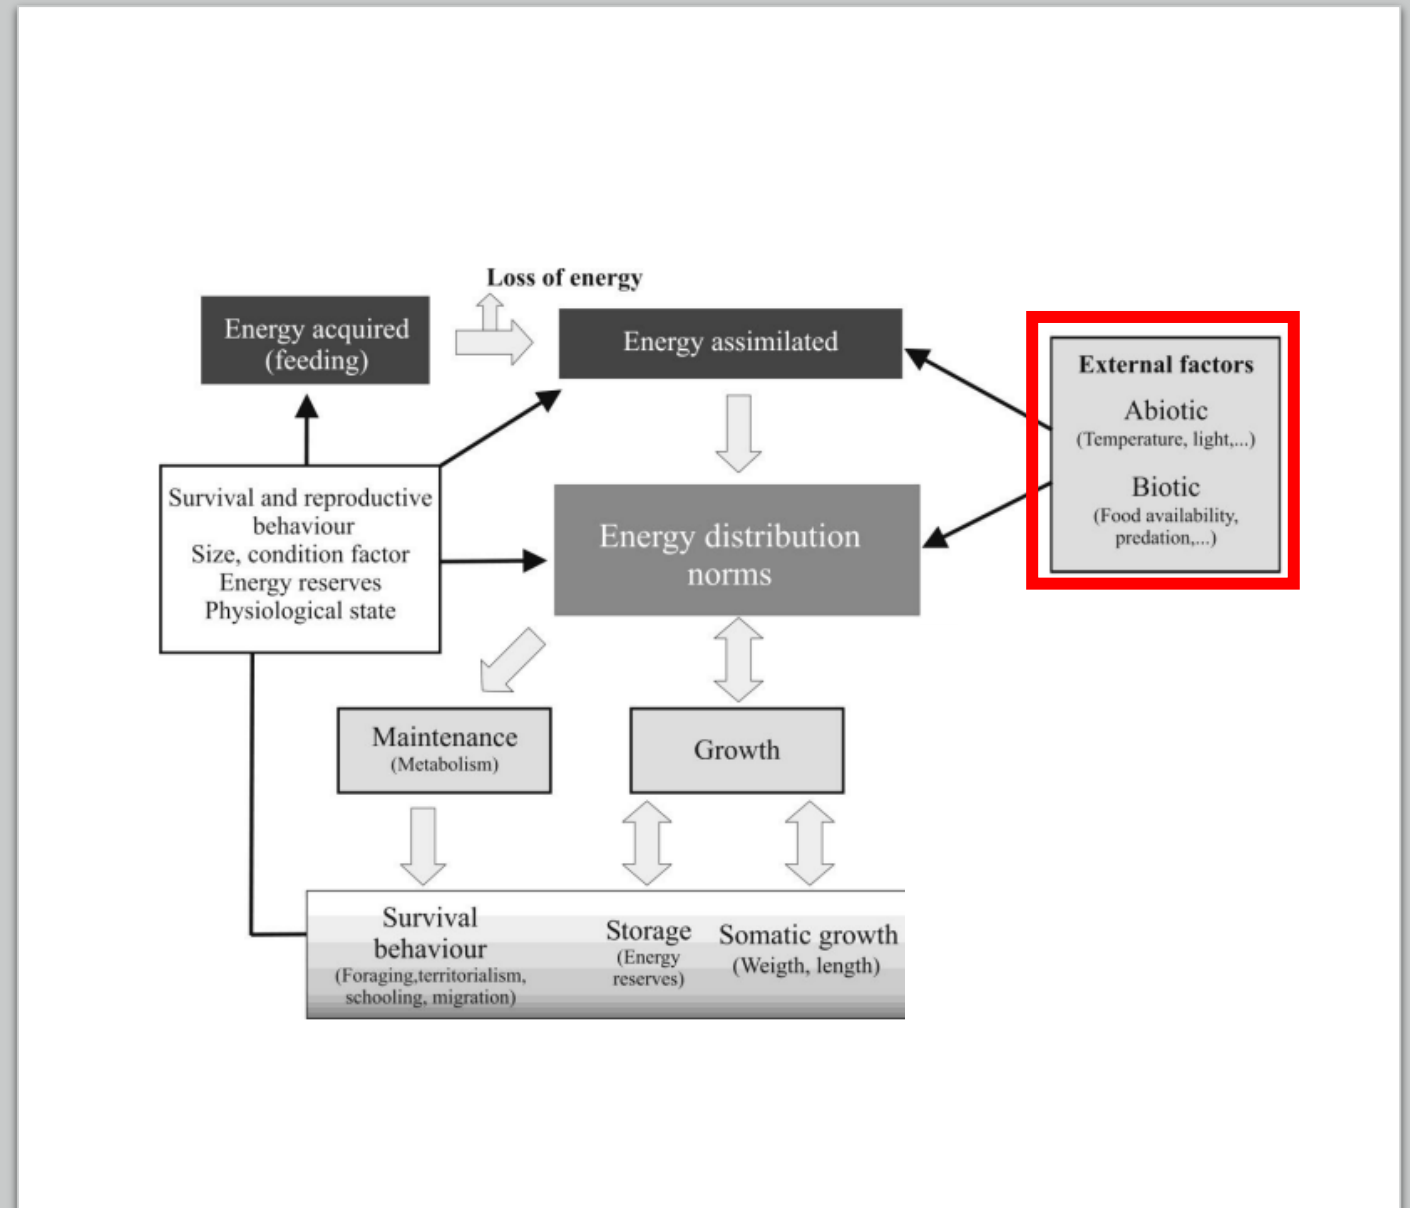 Loss of energy
Energy acquired
(feeding)
Energy assimilated
External factors
Abiotic
(Temperature, light,...)
Biotic
(Food availability,
predation,...)
Survival and reproductive
behaviour
Size, condition factor
Energy reserves
Physiological state
Energy distribution
norms
Maintenance
(Metabolism)
Growth
Survival
behaviour
(Foraging,territorialism,
schooling, migration)
Storage
(Energy
reserves)
Somatic growth
(Weigth, length)